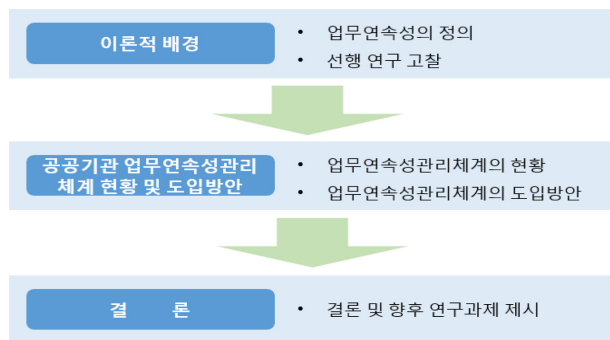 이론적 배경
• 업무연속성의 정의
• 선행 연구 고찰
공공기관 업무연속성관리
체계 현황 및 도입방안
• 업무연속성관리체계의 현황
• 업무연속성관리체계의 도입방안
결 론
• 결론 및 향후 연구과제 제시